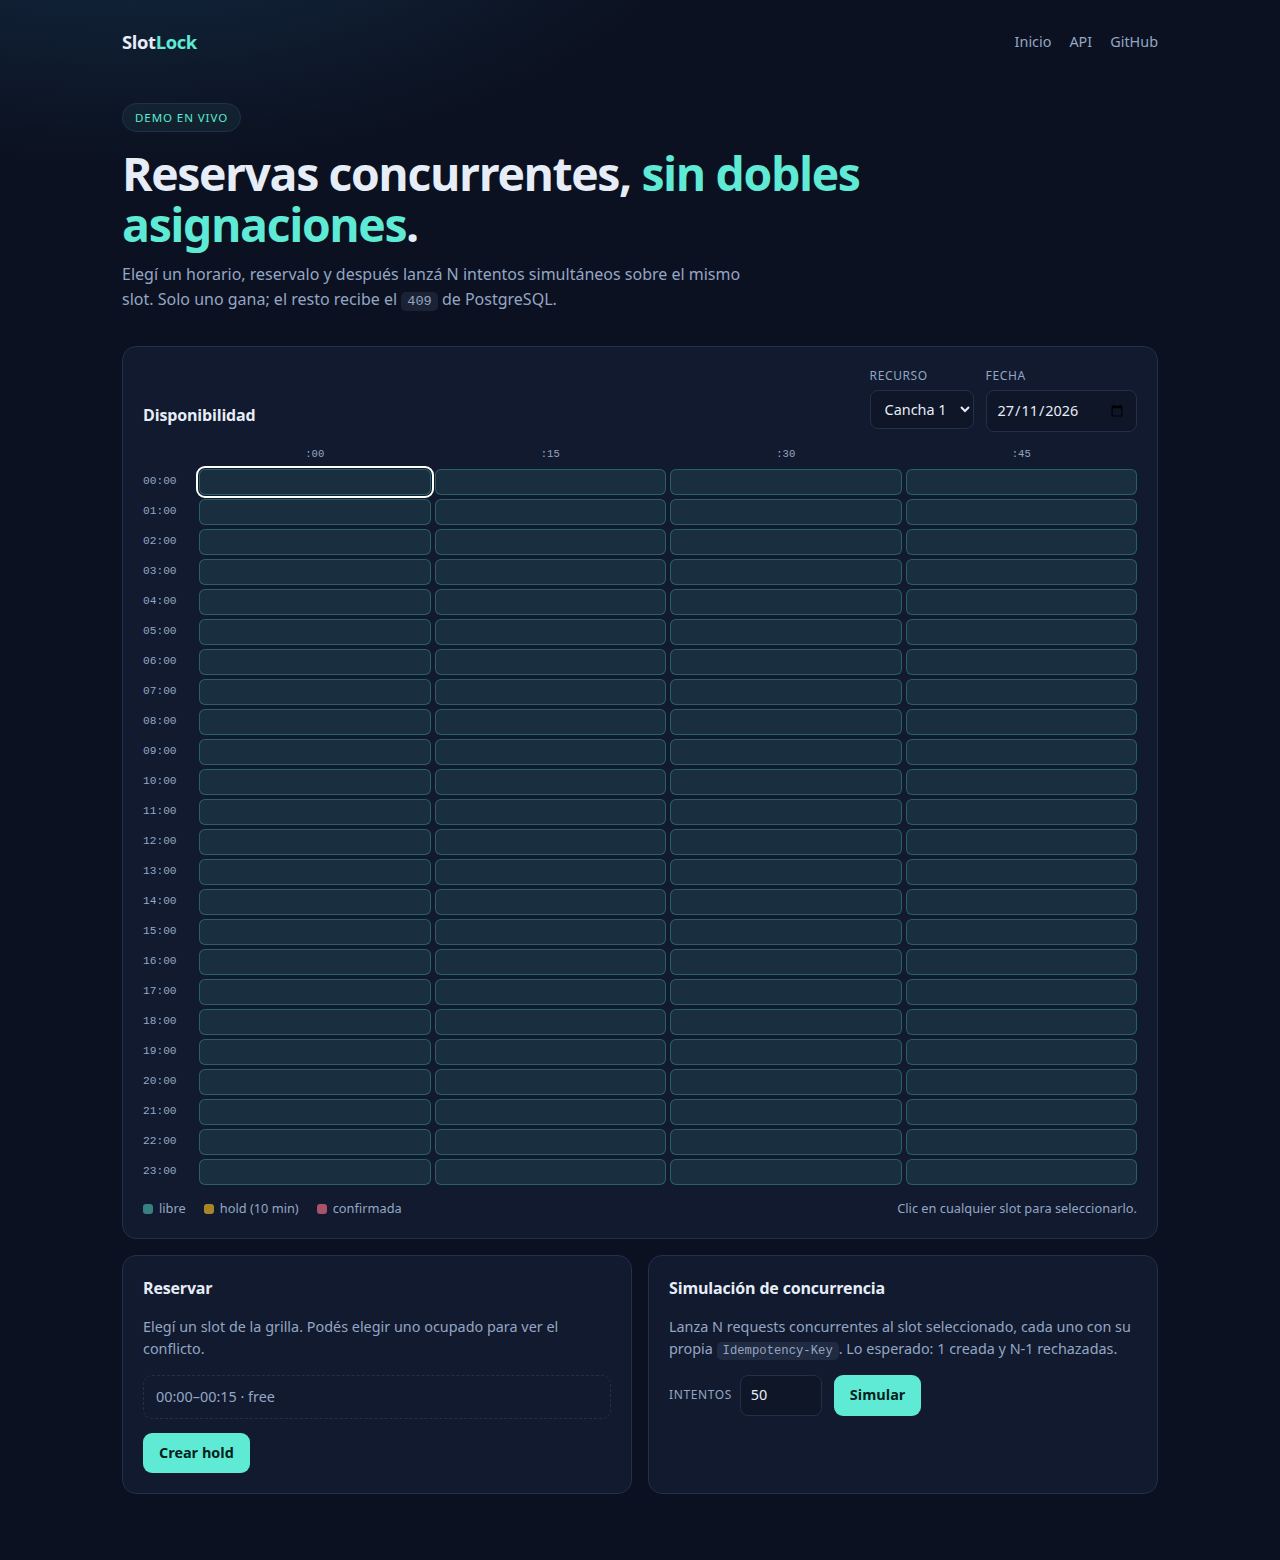 SlotLock
Inicio API GitHub
DEMO EN VIVO
Reservas concurrentes, sin dobles
asignaciones.
Elegí un horario, reservalo y después lanzá N intentos simultáneos sobre el mismo
slot. Solo uno gana; el resto recibe el 409 de PostgreSQL.
Disponibilidad
RECURSO
Cancha 1
FECHA
27/11/2026
:00 :15 :30 :45
00:00
01:00
02:00
03:00
04:00
05:00
06:00
07:00
08:00
09:00
10:00
11:00
12:00
13:00
14:00
15:00
16:00
17:00
18:00
19:00
20:00
21:00
22:00
23:00
libre hold (10 min) confirmada
Clic en cualquier slot para seleccionarlo.
Reservar
Elegí un slot de la grilla. Podés elegir uno ocupado para ver el
conflicto.
00:00–00:15 · free
Crear hold
Simulación de concurrencia
Lanza N requests concurrentes al slot seleccionado, cada uno con su
propia Idempotency-Key. Lo esperado: 1 creada y N-1 rechazadas.
INTENTOS 50 Simular